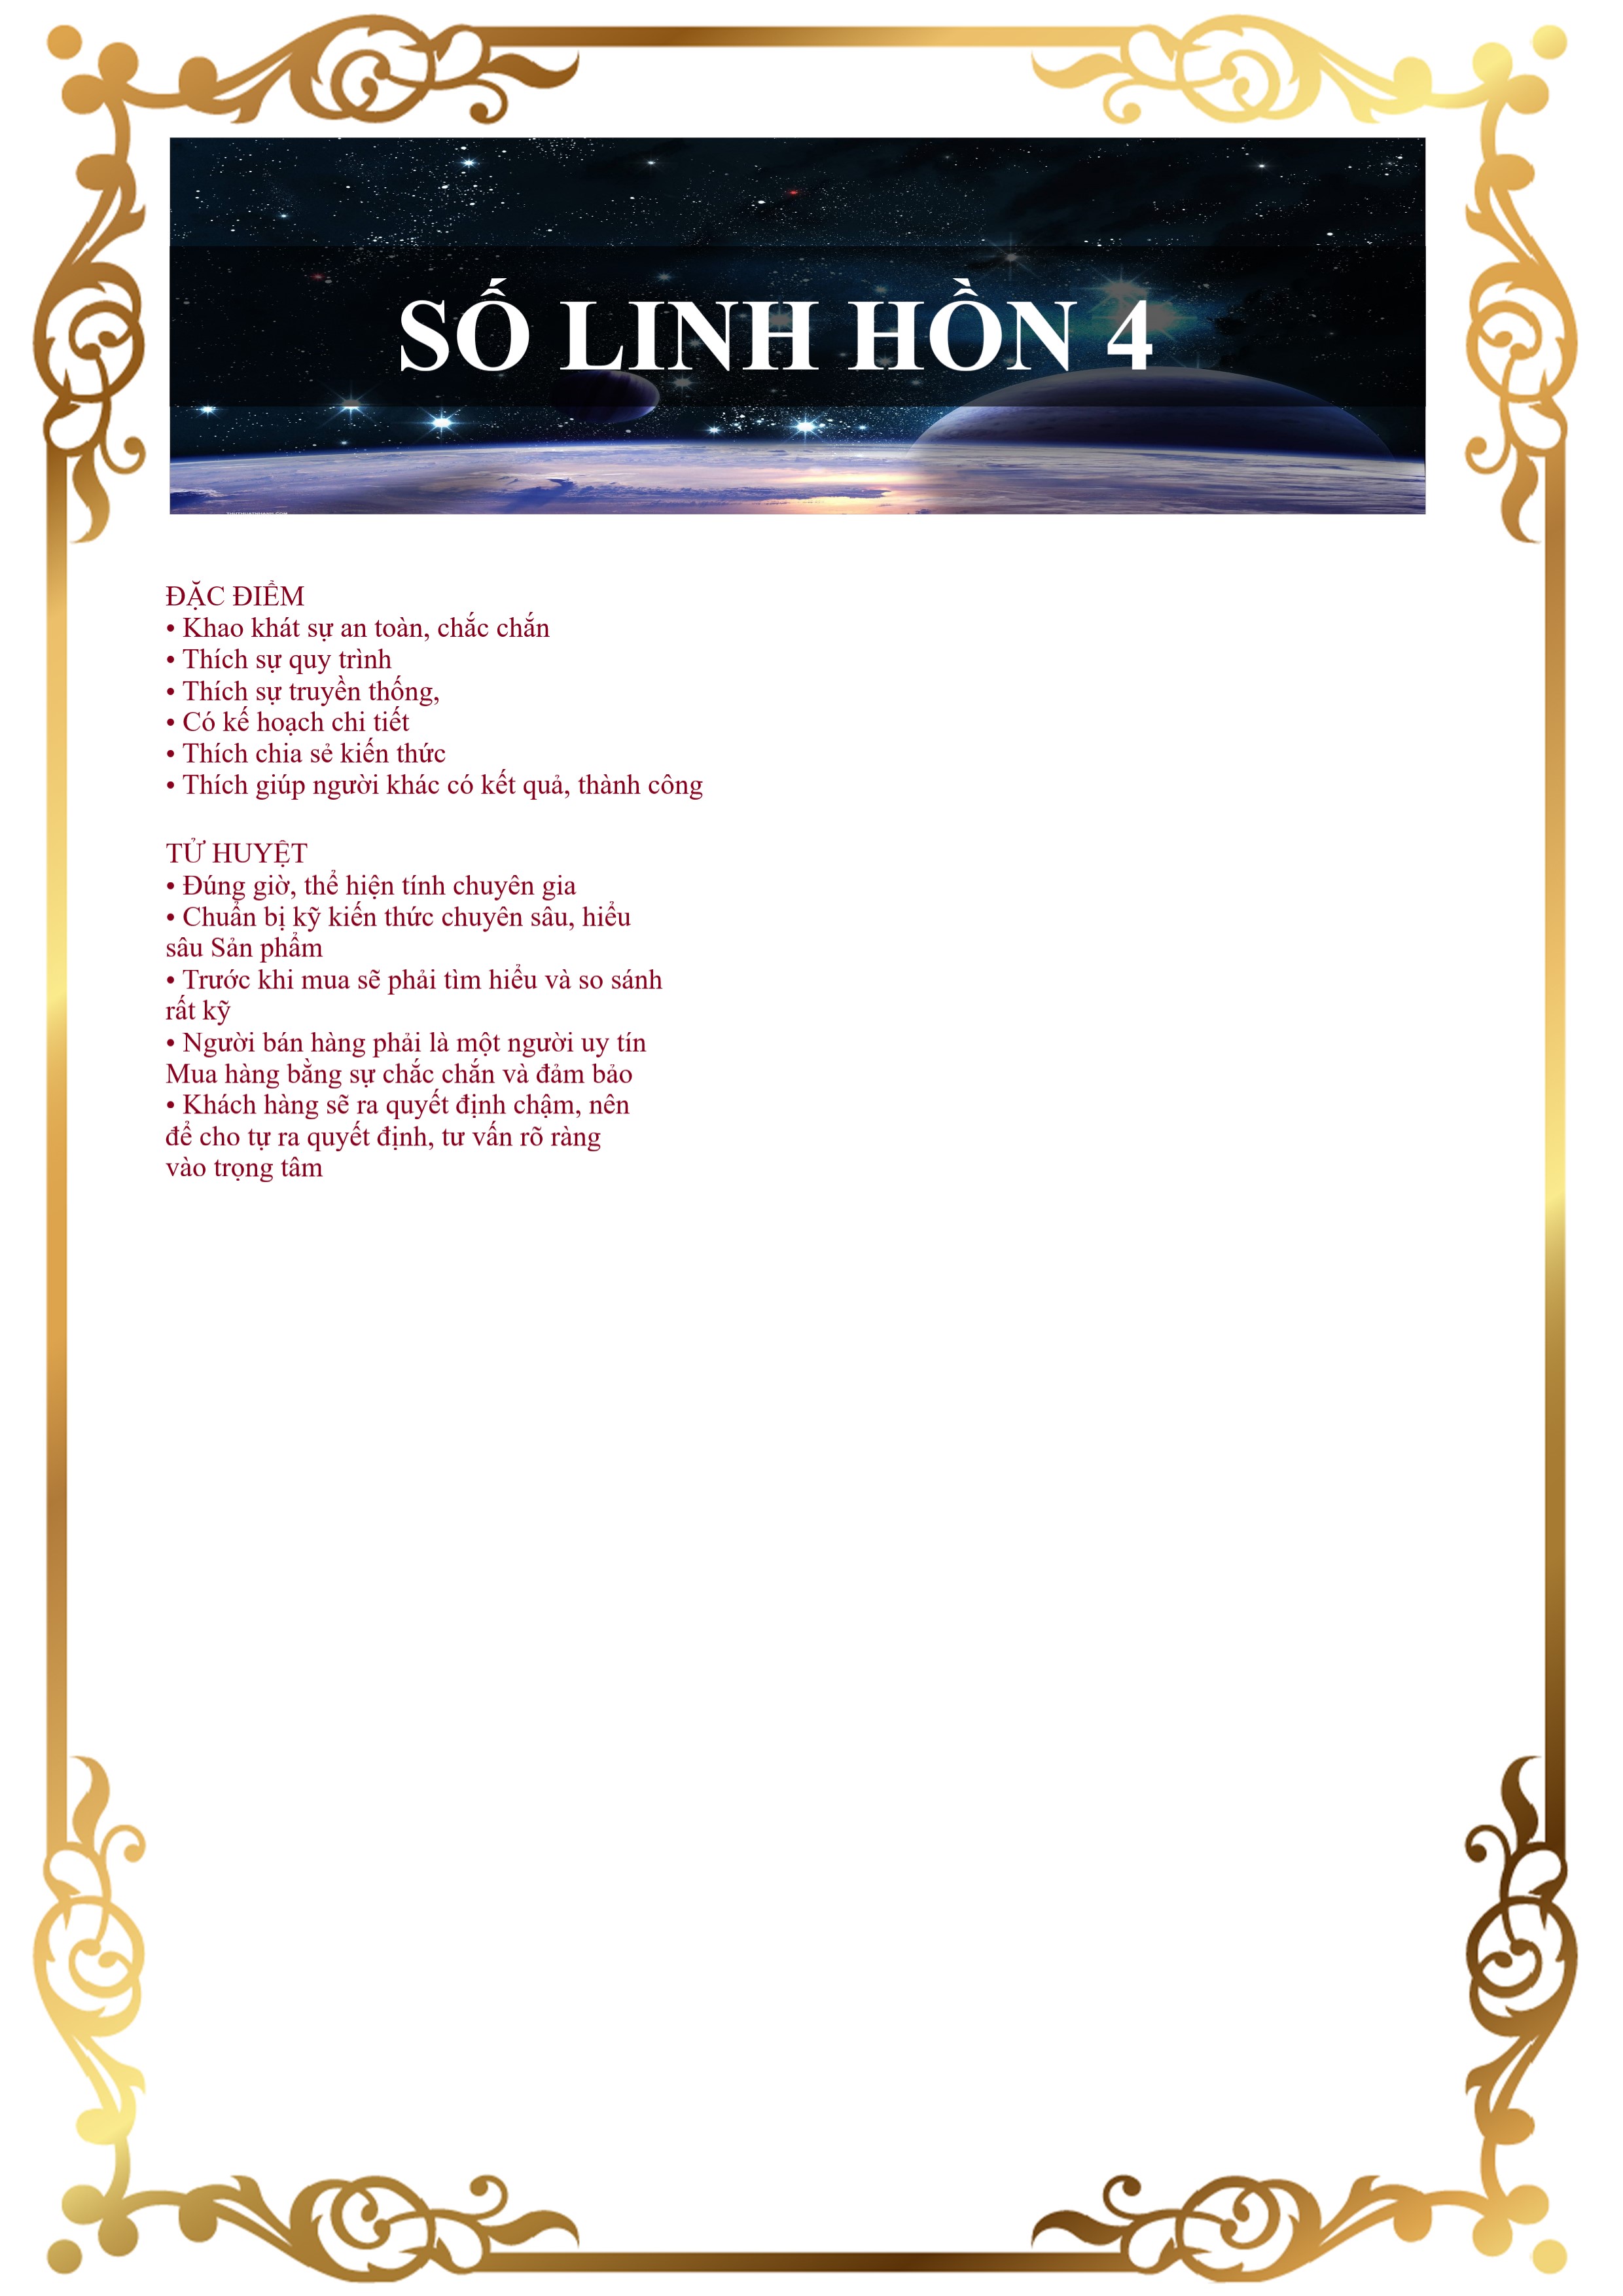 SỐ LINH HỒN 4
ĐẶC ĐIỂM
• Khao khát sự an toàn, chắc chắn
• Thích sự quy trình
• Thích sự truyền thống,
• Có kế hoạch chi tiết
• Thích chia sẻ kiến thức
• Thích giúp người khác có kết quả, thành công
TỬ HUYỆT
• Đúng giờ, thể hiện tính chuyên gia
• Chuẩn bị kỹ kiến thức chuyên sâu, hiểu
sâu Sản phẩm
• Trước khi mua sẽ phải tìm hiểu và so sánh
rất kỹ
• Người bán hàng phải là một người uy tín
Mua hàng bằng sự chắc chắn và đảm bảo
• Khách hàng sẽ ra quyết định chậm, nên
để cho tự ra quyết định, tư vấn rõ ràng
vào trọng tâm